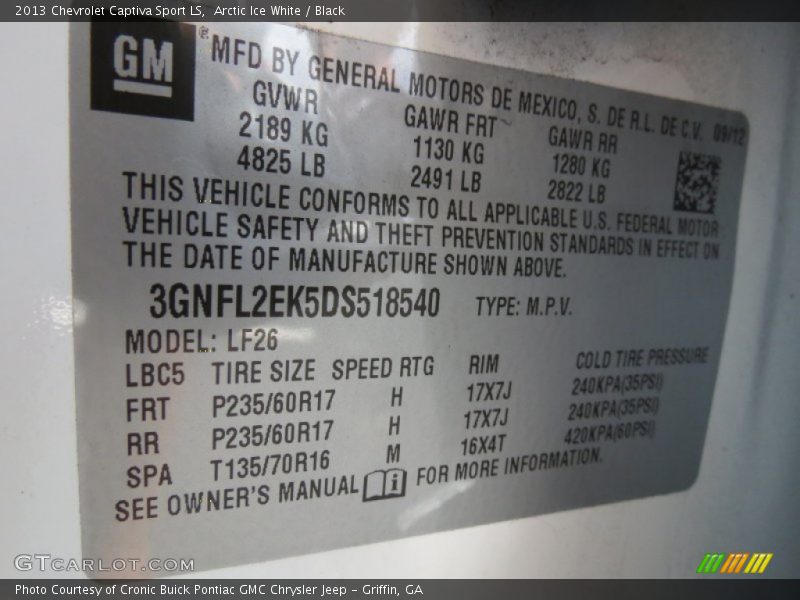 2013 Chevrolet Captiva Sport LS, Arctic Ice White / Black
GM®
MFD BY GENERAL MOTORS DE MEXICO, S. DE R.L. DE C.V. 09/12
GVWR GAWR FRT GAWR RR
2189 KG 1130 KG 1280 KG
4825 LB 2491 LB 2822 LB
THIS VEHICLE CONFORMS TO ALL APPLICABLE U.S. FEDERAL MOTOR
VEHICLE SAFETY AND THEFT PREVENTION STANDARDS IN EFFECT ON
THE DATE OF MANUFACTURE SHOWN ABOVE.
3GNFL2EK5DS518540 TYPE: M.P.V.
MODEL: LF26
LBC5 TIRE SIZE SPEED RTG RIM COLD TIRE PRESSURE
FRT P235/60R17 H 17X7J 240KPA(35PSI)
RR P235/60R17 H 17X7J 240KPA(35PSI)
SPA T135/70R16 M 16X4T 420KPA(60PSI)
SEE OWNER'S MANUAL i FOR MORE INFORMATION.
GTCARLOT.COM
Photo Courtesy of Cronic Buick Pontiac GMC Chrysler Jeep - Griffin, GA